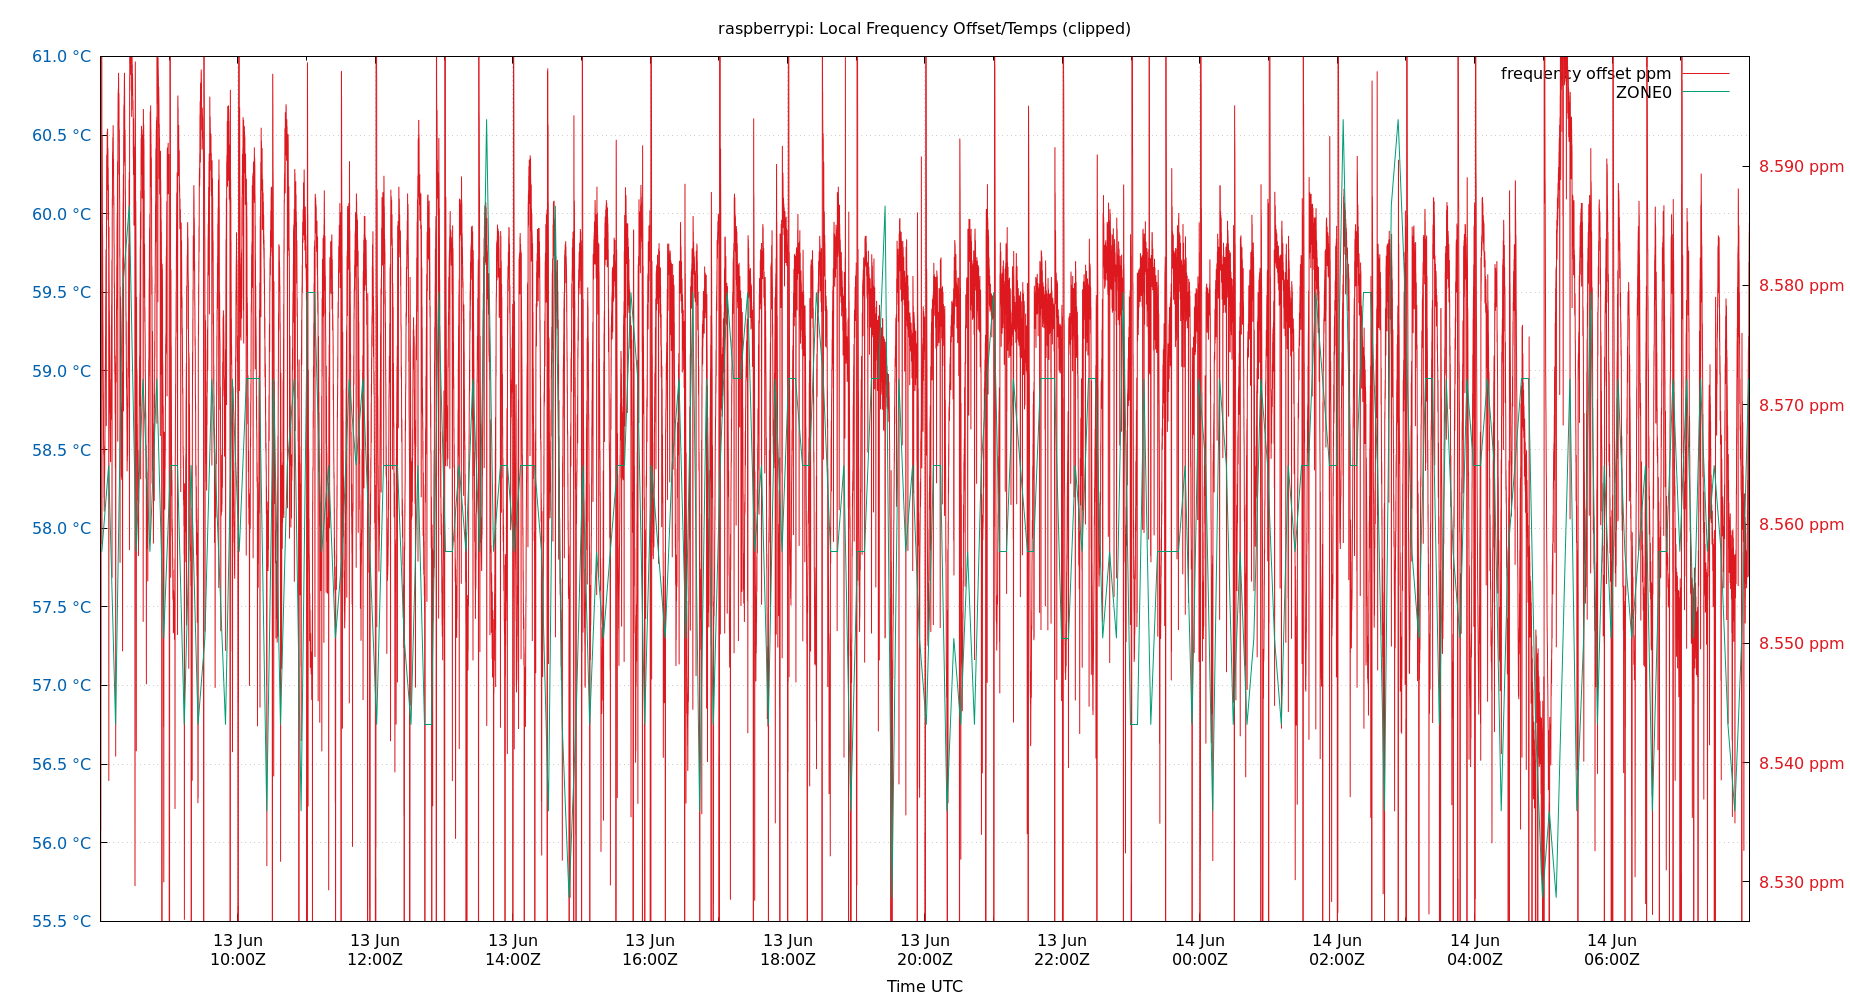 raspberrypi: Local Frequency Offset/Temps (clipped)
61.0 °C
60.5 °C
60.0 °C
59.5 °C
59.0 °C
58.5 °C
58.0 °C
57.5 °C
57.0 °C
56.5 °C
56.0 °C
55.5 °C
frequency offset ppm
ZONE0
8.590 ppm
8.580 ppm
8.570 ppm
8.560 ppm
8.550 ppm
8.540 ppm
8.530 ppm
13 Jun 13 Jun 13 Jun 13 Jun 13 Jun 13 Jun 13 Jun 14 Jun 14 Jun 14 Jun 14 Jun
10:00Z 12:00Z 14:00Z 16:00Z 18:00Z 20:00Z 22:00Z 00:00Z 02:00Z 04:00Z 06:00Z
Time UTC